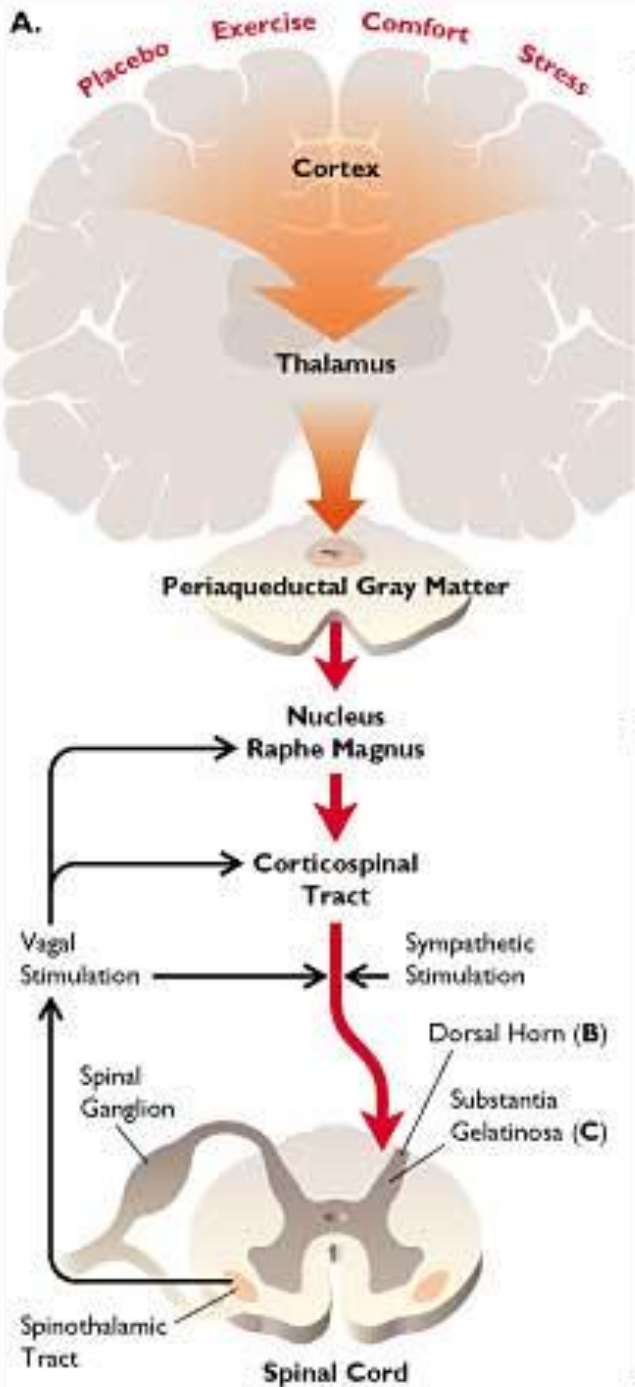 A.
Placebo Exercise Comfort Stress
Cortex
Thalamus
Periaqueductal Gray Matter
Nucleus
Raphe Magnus
Corticospinal
Tract
Vagal
Stimulation
Sympathetic
Stimulation
Dorsal Horn (B)
Spinal
Ganglion
Substantia
Gelatinosa (C)
Spinothalamic
Tract
Spinal Cord